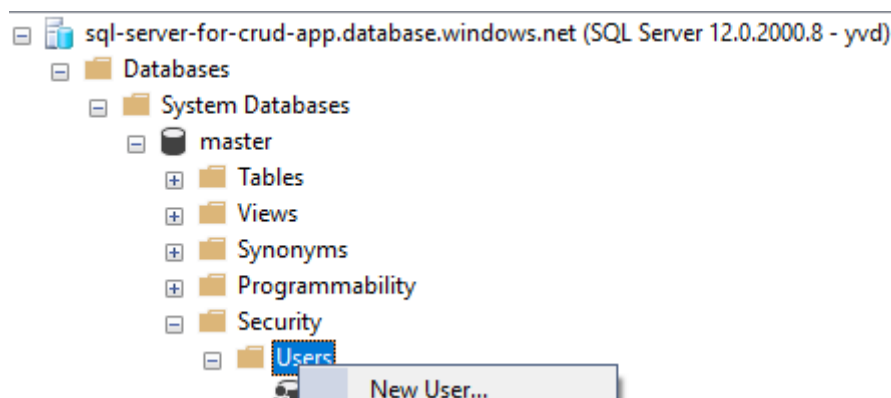 sql-server-for-crud-app.database.windows.net (SQL Server 12.0.2000.8 - yvd)
Databases
System Databases
master
Tables
Views
Synonyms
Programmability
Security
Users
New User...